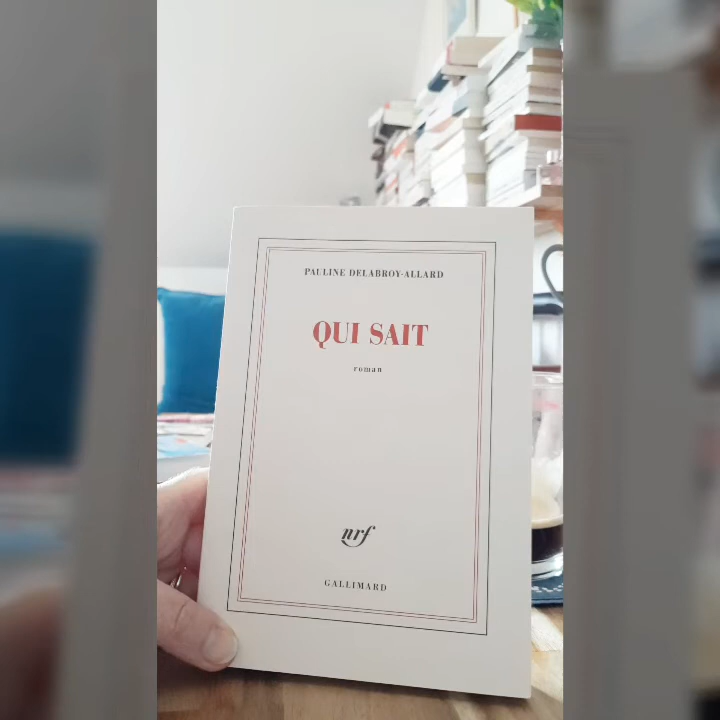 PAULINE DELABROY-ALLARD
QUI SAIT
roman
nrf
GALLIMARD